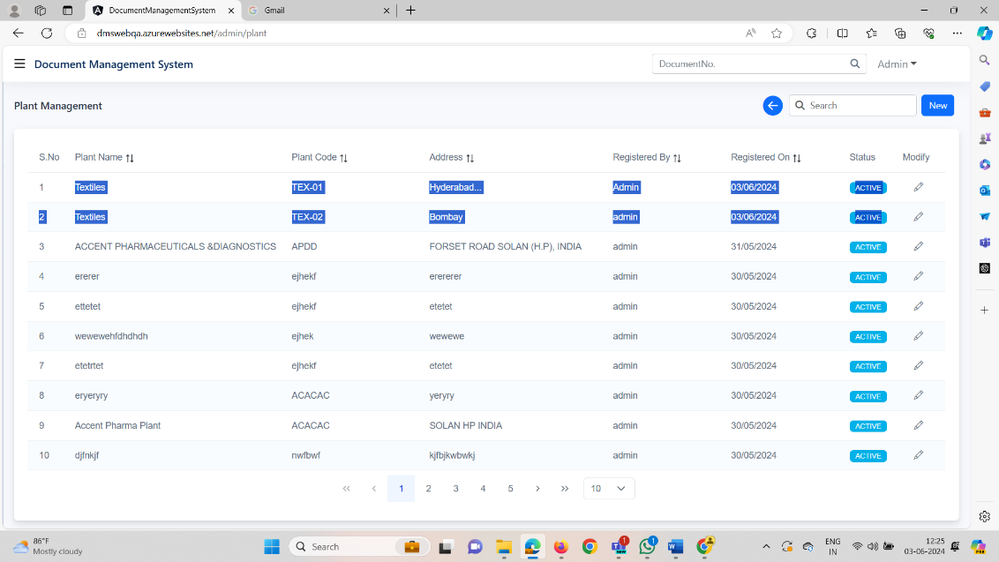 DocumentManagementSystem
Gmail
dmswebqa.azurewebsites.net/admin/plant
Document Management System
DocumentNo.
Admin
Plant Management
Search
New
S.No Plant Name Plant Code Address Registered By Registered On Status Modify
1 Textiles TEX-01 Hyderabad... Admin 03/06/2024 ACTIVE
2 Textiles TEX-02 Bombay admin 03/06/2024 ACTIVE
3 ACCENT PHARMACEUTICALS &DIAGNOSTICS APDD FORSET ROAD SOLAN (H.P), INDIA admin 31/05/2024 ACTIVE
4 ererer ejhekf erererer admin 30/05/2024 ACTIVE
5 ettetet ejhekf etetet admin 30/05/2024 ACTIVE
6 wewewehfdhdhdh ejhek wewewe admin 30/05/2024 ACTIVE
7 etetrtet ejhekf etetet admin 30/05/2024 ACTIVE
8 eryeryry ACACAC yeryry admin 30/05/2024 ACTIVE
9 Accent Pharma Plant ACACAC SOLAN HP INDIA admin 30/05/2024 ACTIVE
10 djfnkjf nwfbwf kjfbjkwbwkj admin 30/05/2024 ACTIVE
« ‹ 1 2 3 4 5 › » 10
86°F
Mostly cloudy
Search
1
1
ENG
IN
12:25
03-06-2024